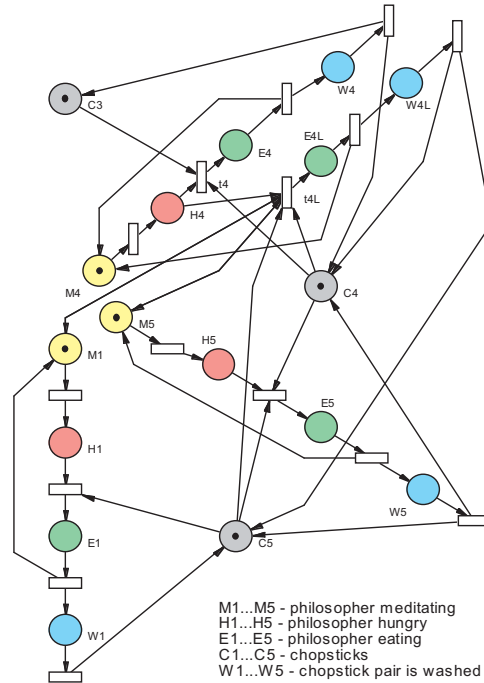 W4
W4L
C3
E4
E4L
t4
t4L
H4
M4
C4
M5
M1
H5
H1
E5
W5
E1
C5
W1
M1...M5 - philosopher meditating
H1...H5 - philosopher hungry
E1...E5 - philosopher eating
C1...C5 - chopsticks
W1...W5 - chopstick pair is washed